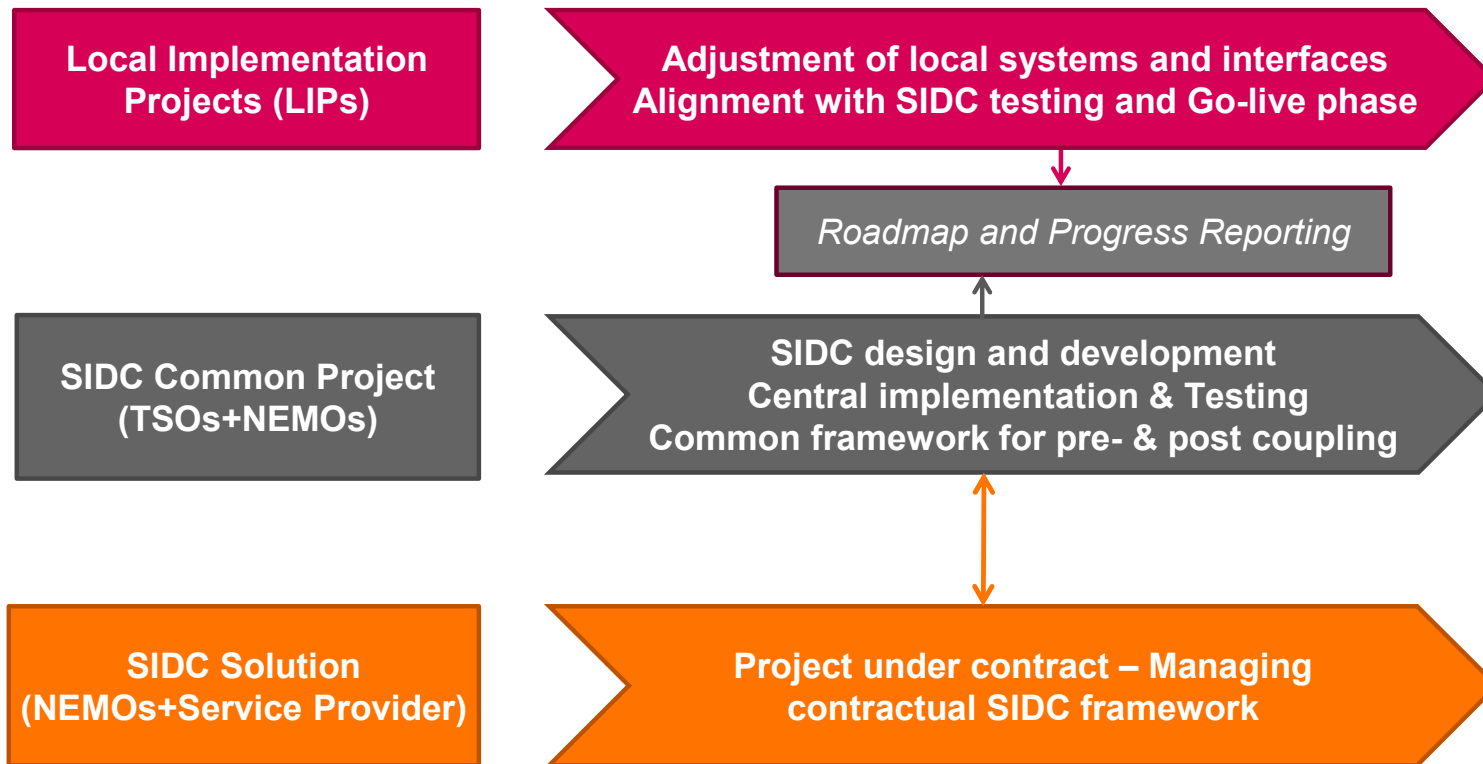 Local Implementation
Projects (LIPs)
Adjustment of local systems and interfaces
Alignment with SIDC testing and Go-live phase
Roadmap and Progress Reporting
SIDC Common Project
(TSOs+NEMOs)
SIDC design and development
Central implementation & Testing
Common framework for pre- & post coupling
SIDC Solution
(NEMOs+Service Provider)
Project under contract – Managing
contractual SIDC framework